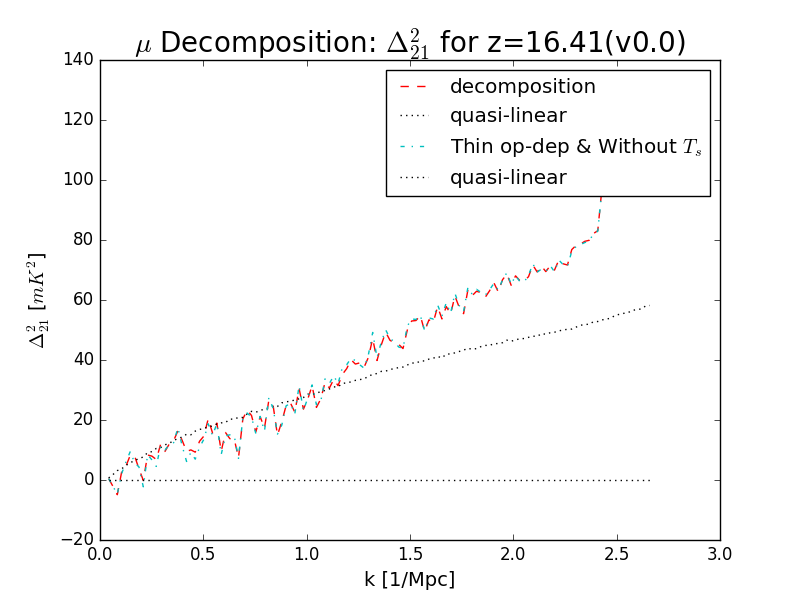 μ Decomposition: Δ²₂₁ for z=16.41(v0.0)
decomposition
quasi-linear
Thin op-dep & Without Tₛ
quasi-linear
140
120
100
80
60
40
20
0
−20
Δ²₂₁ [mK²]
0.0 0.5 1.0 1.5 2.0 2.5 3.0
k [1/Mpc]